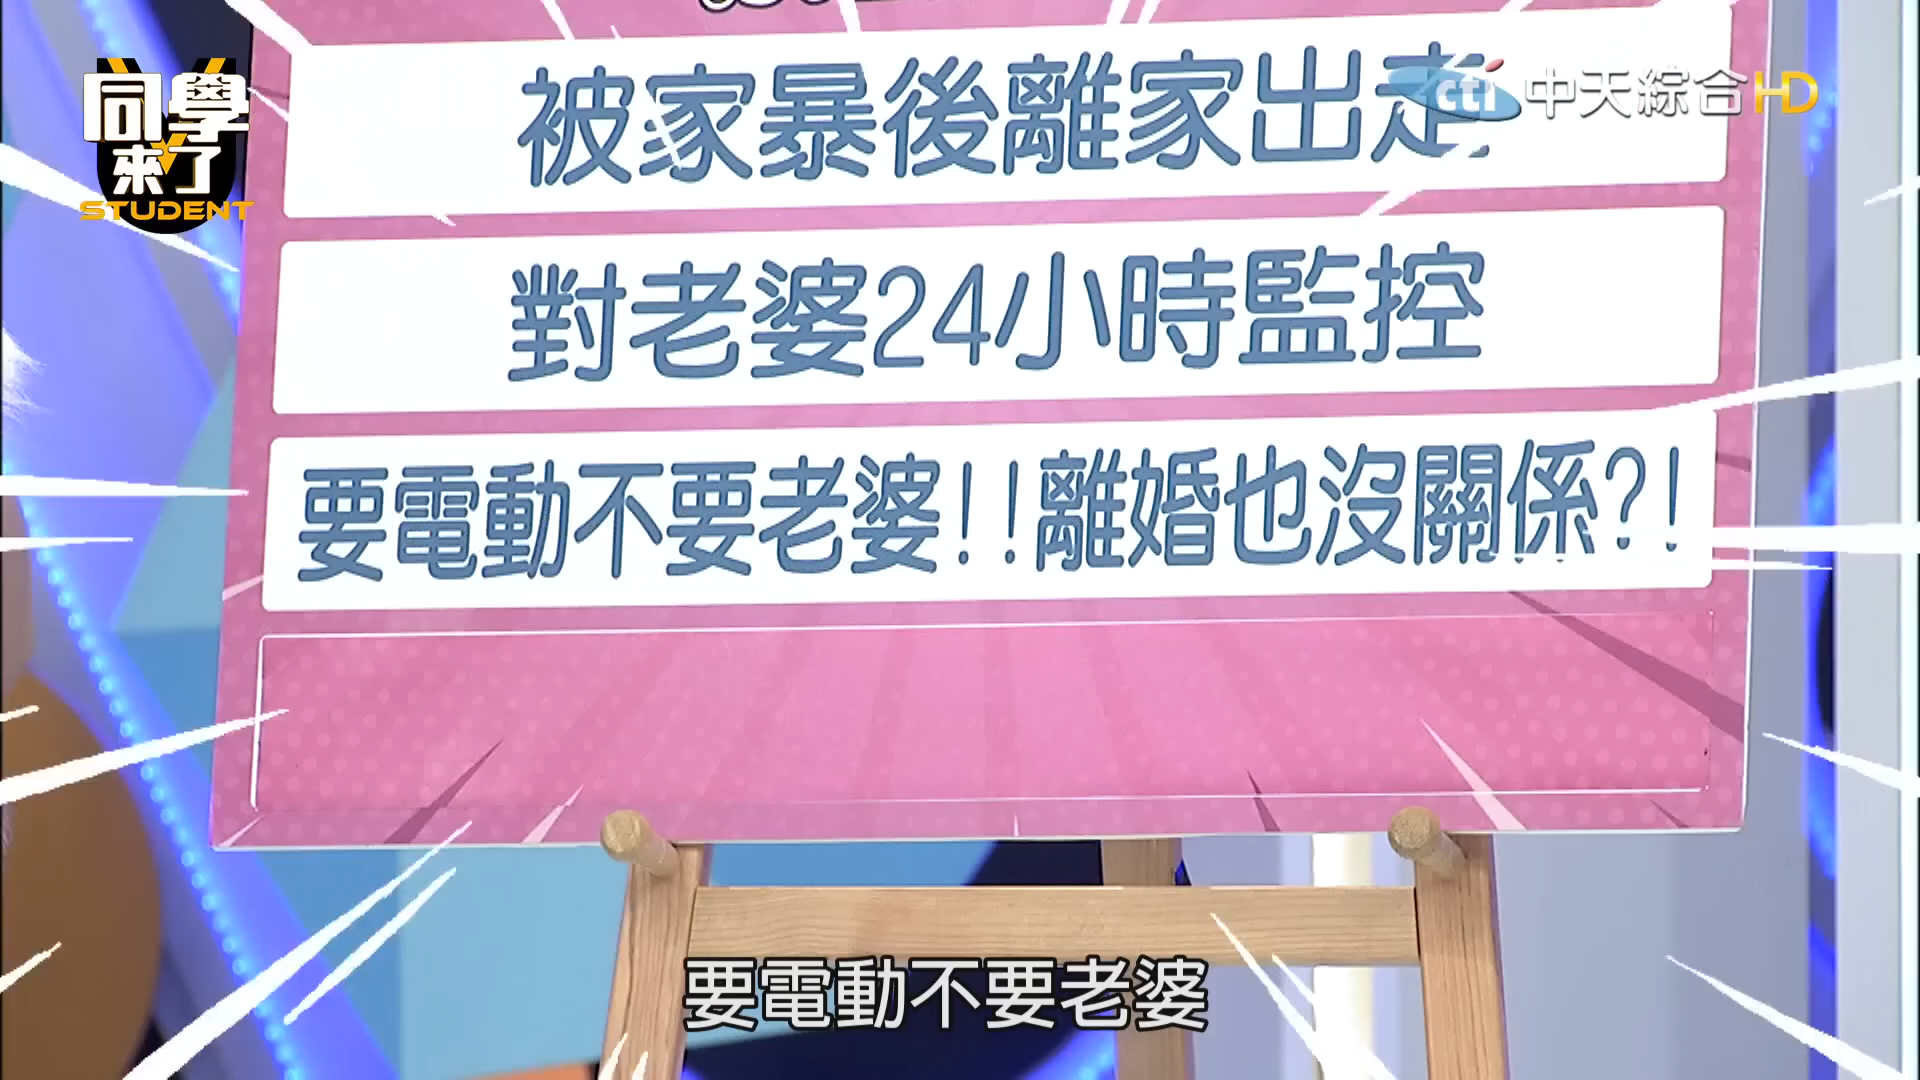 同學
來了
STUDENT
cti 中天綜合HD
被家暴後離家出走
對老婆24小時監控
要電動不要老婆!!離婚也沒關係?!
要電動不要老婆